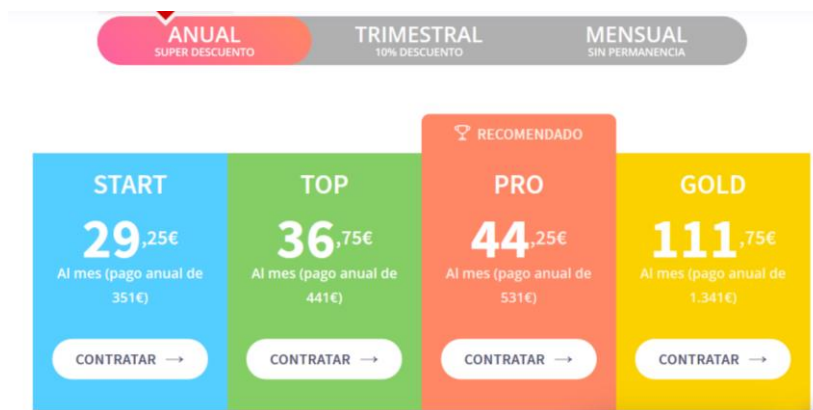 ANUAL
SUPER DESCUENTO
TRIMESTRAL
10% DESCUENTO
MENSUAL
SIN PERMANENCIA
RECOMENDADO
START
29,25€
Al mes (pago anual de
351€)
CONTRATAR →
TOP
36,75€
Al mes (pago anual de
441€)
CONTRATAR →
PRO
44,25€
Al mes (pago anual de
531€)
CONTRATAR →
GOLD
111,75€
Al mes (pago anual de
1.341€)
CONTRATAR →